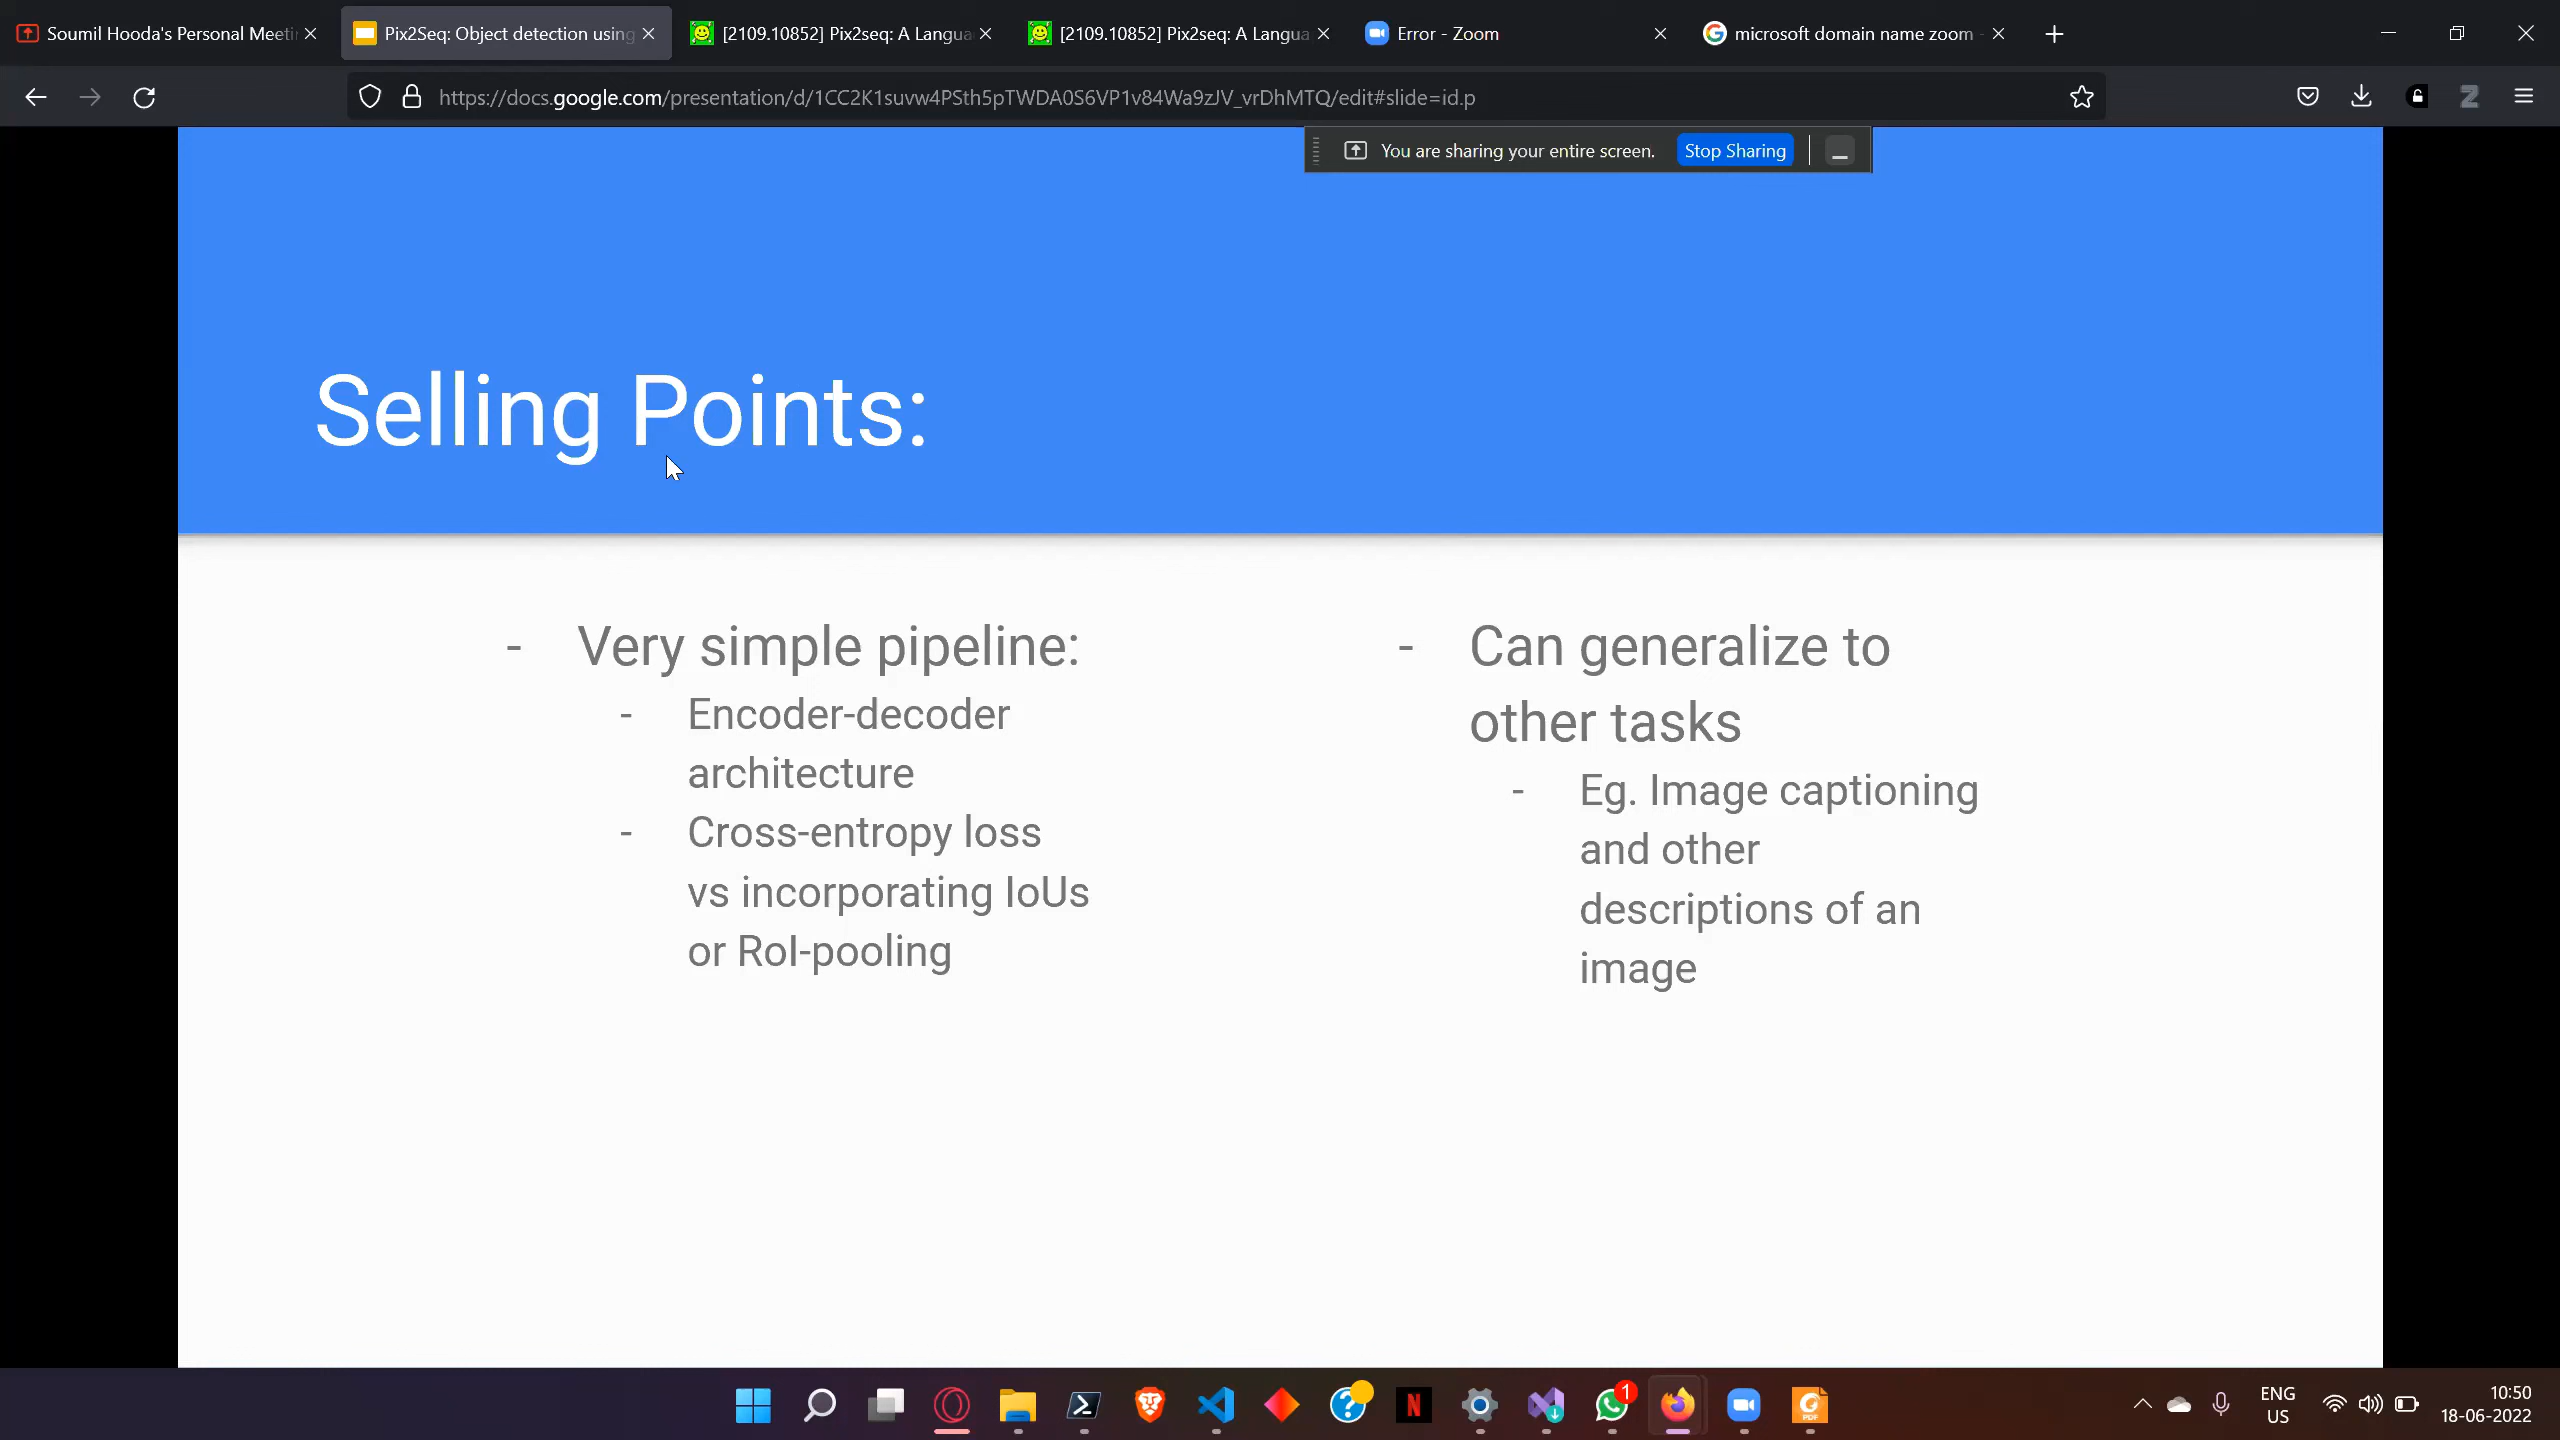 Soumil Hooda's Personal Meeti
Pix2Seq: Object detection using
[2109.10852] Pix2seq: A Langua
[2109.10852] Pix2seq: A Langua
Error - Zoom
microsoft domain name zoom -
https://docs.google.com/presentation/d/1CC2K1suvw4PSth5pTWDA0S6VP1v84Wa9zJV_vrDhMTQ/edit#slide=id.p
You are sharing your entire screen. Stop Sharing
Selling Points:
- Very simple pipeline:
- Encoder-decoder
architecture
- Cross-entropy loss
vs incorporating IoUs
or RoI-pooling
- Can generalize to
other tasks
- Eg. Image captioning
and other
descriptions of an
image
1
ENG
US
10:50
18-06-2022